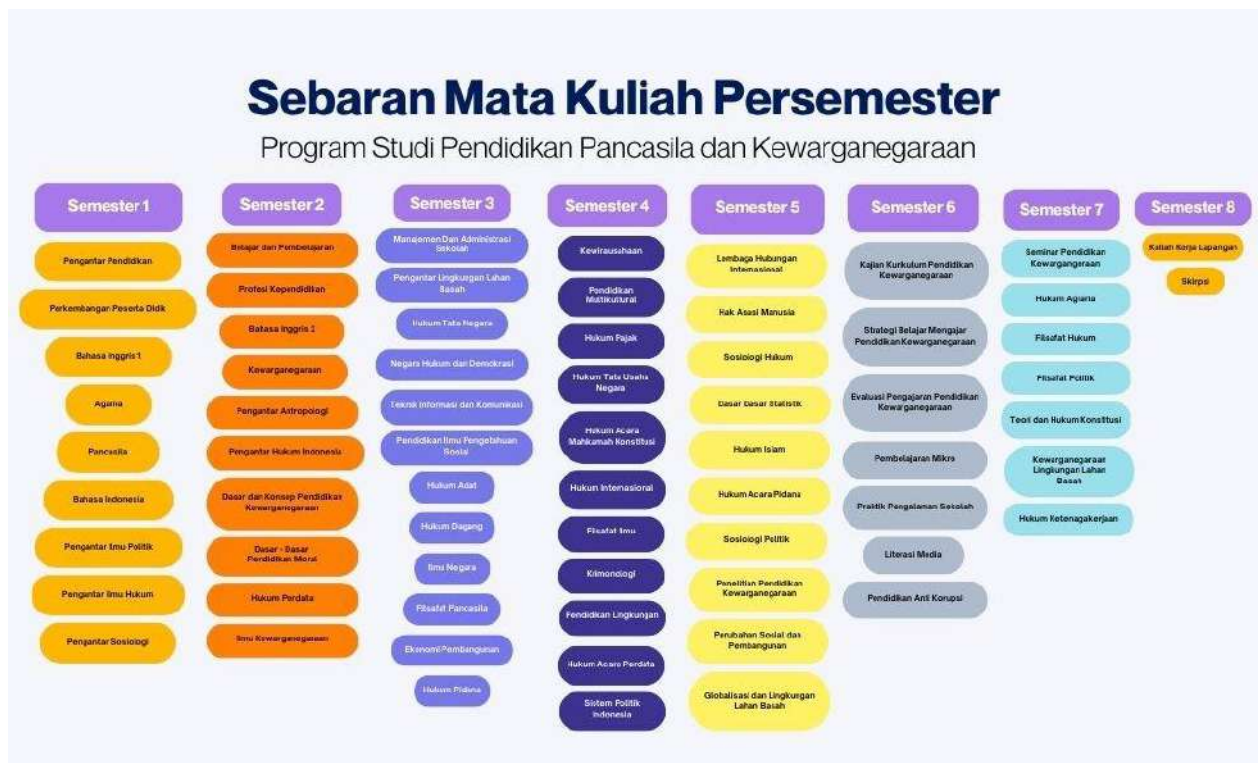 Sebaran Mata Kuliah Persemester
Program Studi Pendidikan Pancasila dan Kewarganegaraan
Semester 1
Pengantar Pendidikan
Perkembangan Peserta Didik
Bahasa Inggris 1
Agama
Pancasila
Bahasa Indonesia
Pengantar Ilmu Politik
Pengantar Ilmu Hukum
Pengantar Sosiologi
Semester 2
Belajar dan Pembelajaran
Profesi Kependidikan
Bahasa Inggris 2
Kewarganegaraan
Pengantar Antropologi
Pengantar Hukum Indonesia
Dasar dan Konsep Pendidikan
Kewarganegaraan
Dasar - Dasar
Pendidikan Moral
Hukum Perdata
Ilmu Kewarganegaraan
Semester 3
Manajemen Dan Administrasi
Sekolah
Pengantar Lingkungan Lahan
Basah
Hukum Tata Negara
Negara Hukum dan Demokrasi
Teknik Informasi dan Komunikasi
Pendidikan Ilmu Pengetahuan
Sosial
Hukum Adat
Hukum Dagang
Ilmu Negara
Filsafat Pancasila
Ekonomi Pembangunan
Hukum Pidana
Semester 4
Kewirausahaan
Pendidikan
Multikultural
Hukum Pajak
Hukum Tata Usaha
Negara
Hukum Acara
Mahkamah Konstitusi
Hukun Internasional
Filsafat Ilmu
Krimonologi
Pendidikan Lingkungan
Hukum Acara Perdata
Sistem Politik
Indonesia
Semester 5
Lembaga Hubungan
Internasional
Hak Asasi Manusia
Sosiologi Hukum
Dasar Dasar Statistik
Hukum Islam
Hukum Acara Pidana
Sosiologi Politik
Penelitian Pendidikan
Kewarganegaraan
Perubahan Sosial dan
Pembangunan
Globalisasi dan Lingkungan
Lahan Basah
Semester 6
Kajian Kurkulum Pendidikan
Kewarganegaraan
Strategi Belajar Mengajar
Pendidikan Kewarganegaraan
Evaluasi Pengajaran Pendidikan
Kewarganegaraan
Pembelajaran Mikro
Praktik Pengalaman Sekolah
Literasi Media
Pendidikan Anti Korupsi
Semester 7
Seminar Pendidikan
Kewargangeraan
Hukum Agraria
Filsafat Hukum
Filsafat Politik
Teori dan Hukum Konstitusi
Kewarganegaraan
Lingkungan Lahan
Basah
Hukum Ketenagakerjaan
Semester 8
Kuliah Kerja Lapangan
Skirpsi